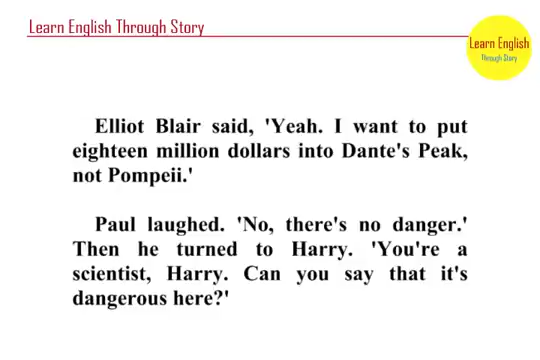 Learn English Through Story
Learn English
Through Story
Elliot Blair said, 'Yeah. I want to put
eighteen million dollars into Dante's Peak,
not Pompeii.'
Paul laughed. 'No, there's no danger.'
Then he turned to Harry. 'You're a
scientist, Harry. Can you say that it's
dangerous here?'